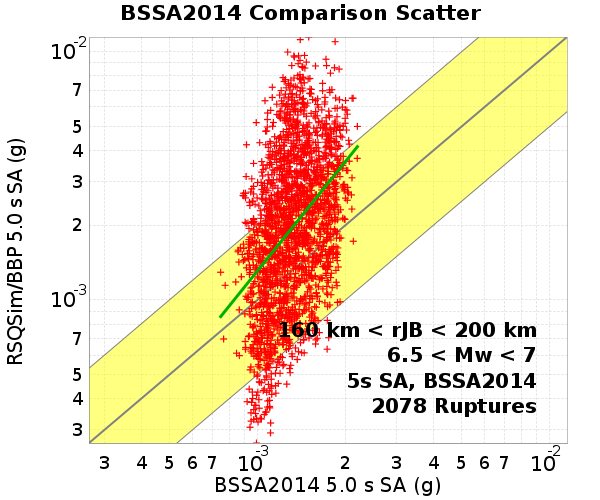 BSSA2014 Comparison Scatter
RSQSim/BBP 5.0 s SA (g)
10-2
7
5
4
3
2
10-3
7
5
4
3
160 km < rJB < 200 km
6.5 < Mw < 7
5s SA, BSSA2014
2078 Ruptures
3 4 5 6 7 10-3 2 3 4 5 6 7 10-2
BSSA2014 5.0 s SA (g)